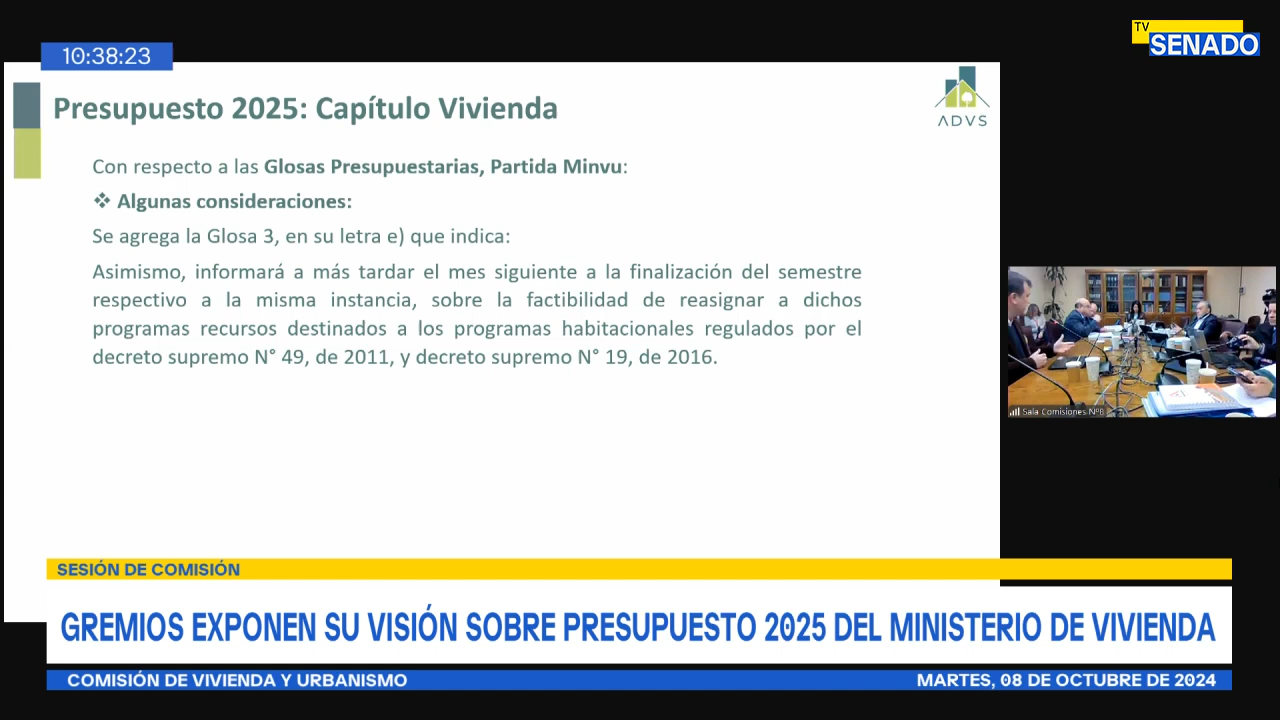 TV
SENADO
10:38:23
Presupuesto 2025: Capítulo Vivienda
ADVS
Con respecto a las Glosas Presupuestarias, Partida Minvu:
❖ Algunas consideraciones:
Se agrega la Glosa 3, en su letra e) que indica:
Asimismo, informará a más tardar el mes siguiente a la finalización del semestre
respectivo a la misma instancia, sobre la factibilidad de reasignar a dichos
programas recursos destinados a los programas habitacionales regulados por el
decreto supremo N° 49, de 2011, y decreto supremo N° 19, de 2016.
Sala Comisiones Nº8
SESIÓN DE COMISIÓN
GREMIOS EXPONEN SU VISIÓN SOBRE PRESUPUESTO 2025 DEL MINISTERIO DE VIVIENDA
COMISIÓN DE VIVIENDA Y URBANISMO
MARTES, 08 DE OCTUBRE DE 2024